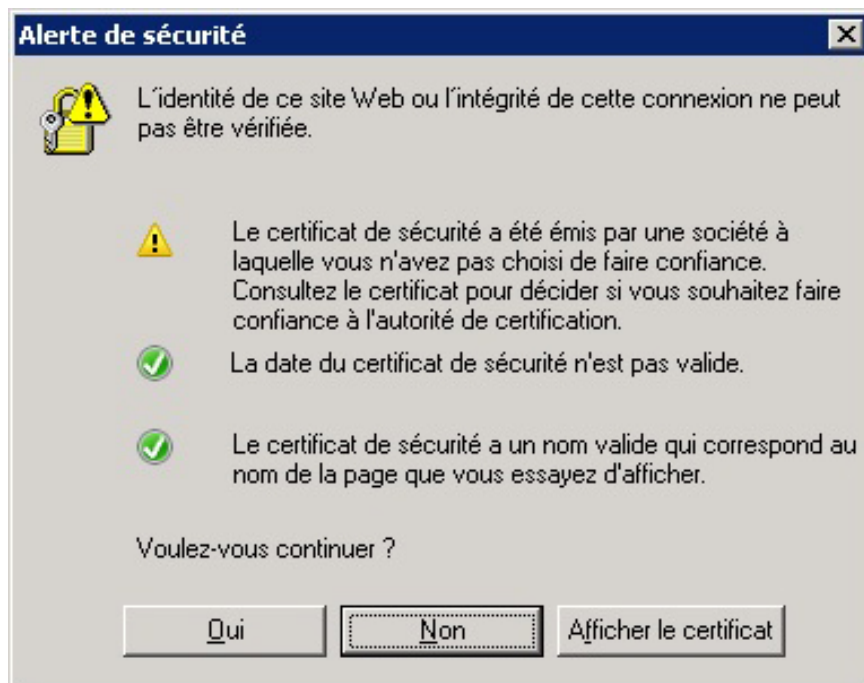 Alerte de sécurité
L´identité de ce site Web ou l´intégrité de cette connexion ne peut
pas être vérifiée.
Le certificat de sécurité a été émis par une société à
laquelle vous n'avez pas choisi de faire confiance.
Consultez le certificat pour décider si vous souhaitez faire
confiance à l'autorité de certification.
La date du certificat de sécurité n'est pas valide.
Le certificat de sécurité a un nom valide qui correspond au
nom de la page que vous essayez d'afficher.
Voulez-vous continuer ?
Oui Non Afficher le certificat